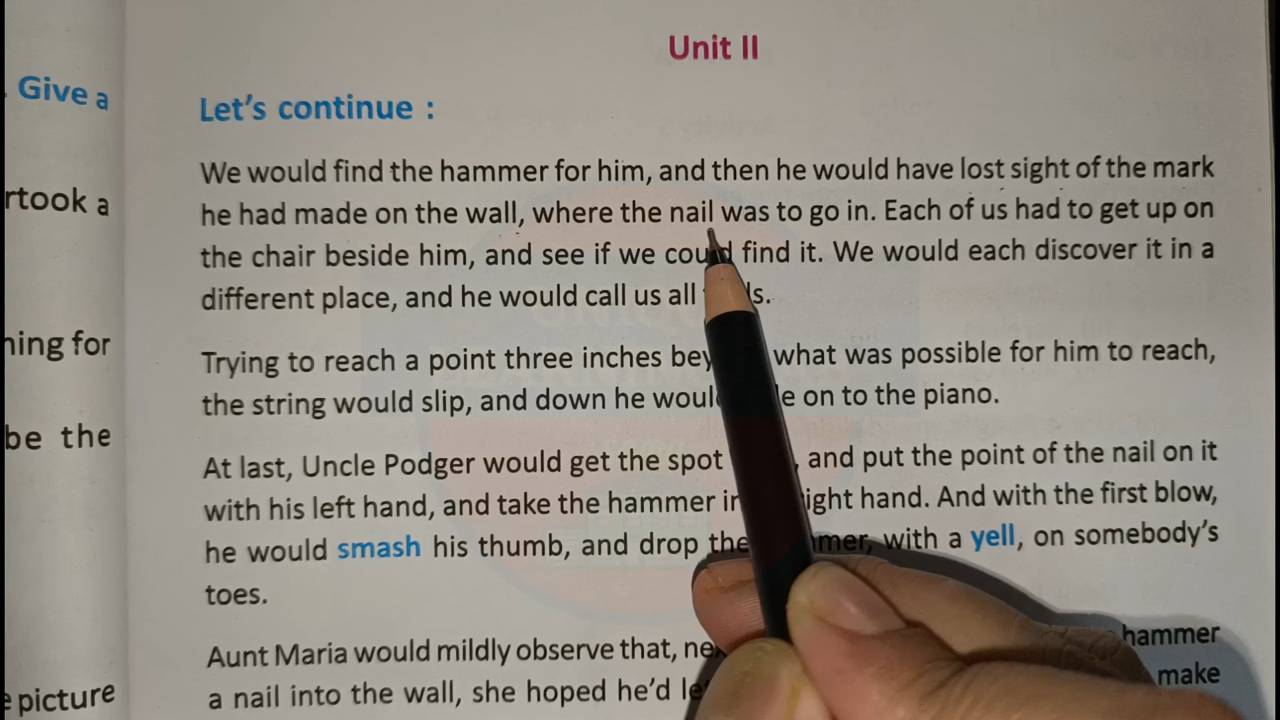 Give a
rtook a
ning for
be the
picture
Unit II
Let's continue :
We would find the hammer for him, and then he would have lost sight of the mark
he had made on the wall, where the nail was to go in. Each of us had to get up on
the chair beside him, and see if we could find it. We would each discover it in a
different place, and he would call us all
Trying to reach a point three inches what was possible for him to reach,
the string would slip, and down he on to the piano.
At last, Uncle Podger would get the spot , and put the point of the nail on it
with his left hand, and take the hammer hand. And with the first blow,
he would smash his thumb, and drop the with a yell, on somebody's
toes.
Aunt Maria would mildly observe that, hammer
a nail into the wall, she hoped he'd make